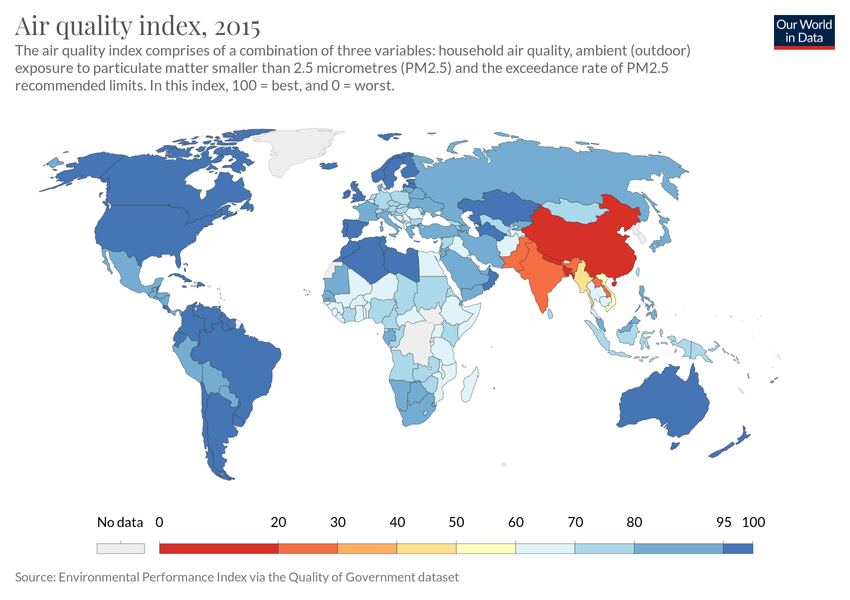 Air quality index, 2015
Our World
in Data
The air quality index comprises of a combination of three variables: household air quality, ambient (outdoor)
exposure to particulate matter smaller than 2.5 micrometres (PM2.5) and the exceedance rate of PM2.5
recommended limits. In this index, 100 = best, and 0 = worst.
No data 0 20 30 40 50 60 70 80 95 100
Source: Environmental Performance Index via the Quality of Government dataset